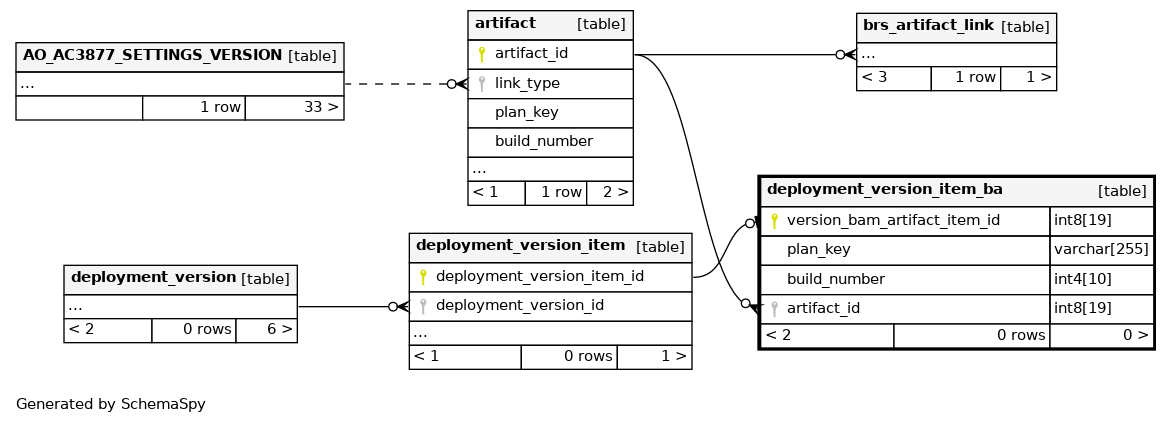 AO_AC3877_SETTINGS_VERSION [table]
...
1 row 33 >
artifact [table]
artifact_id
link_type
plan_key
build_number
...
< 1 1 row 2 >
brs_artifact_link [table]
...
< 3 1 row 1 >
deployment_version_item_ba [table]
version_bam_artifact_item_id int8[19]
plan_key varchar[255]
build_number int4[10]
artifact_id int8[19]
< 2 0 rows 0 >
deployment_version_item [table]
deployment_version_item_id
deployment_version_id
...
< 1 0 rows 1 >
deployment_version [table]
...
< 2 0 rows 6 >
Generated by SchemaSpy